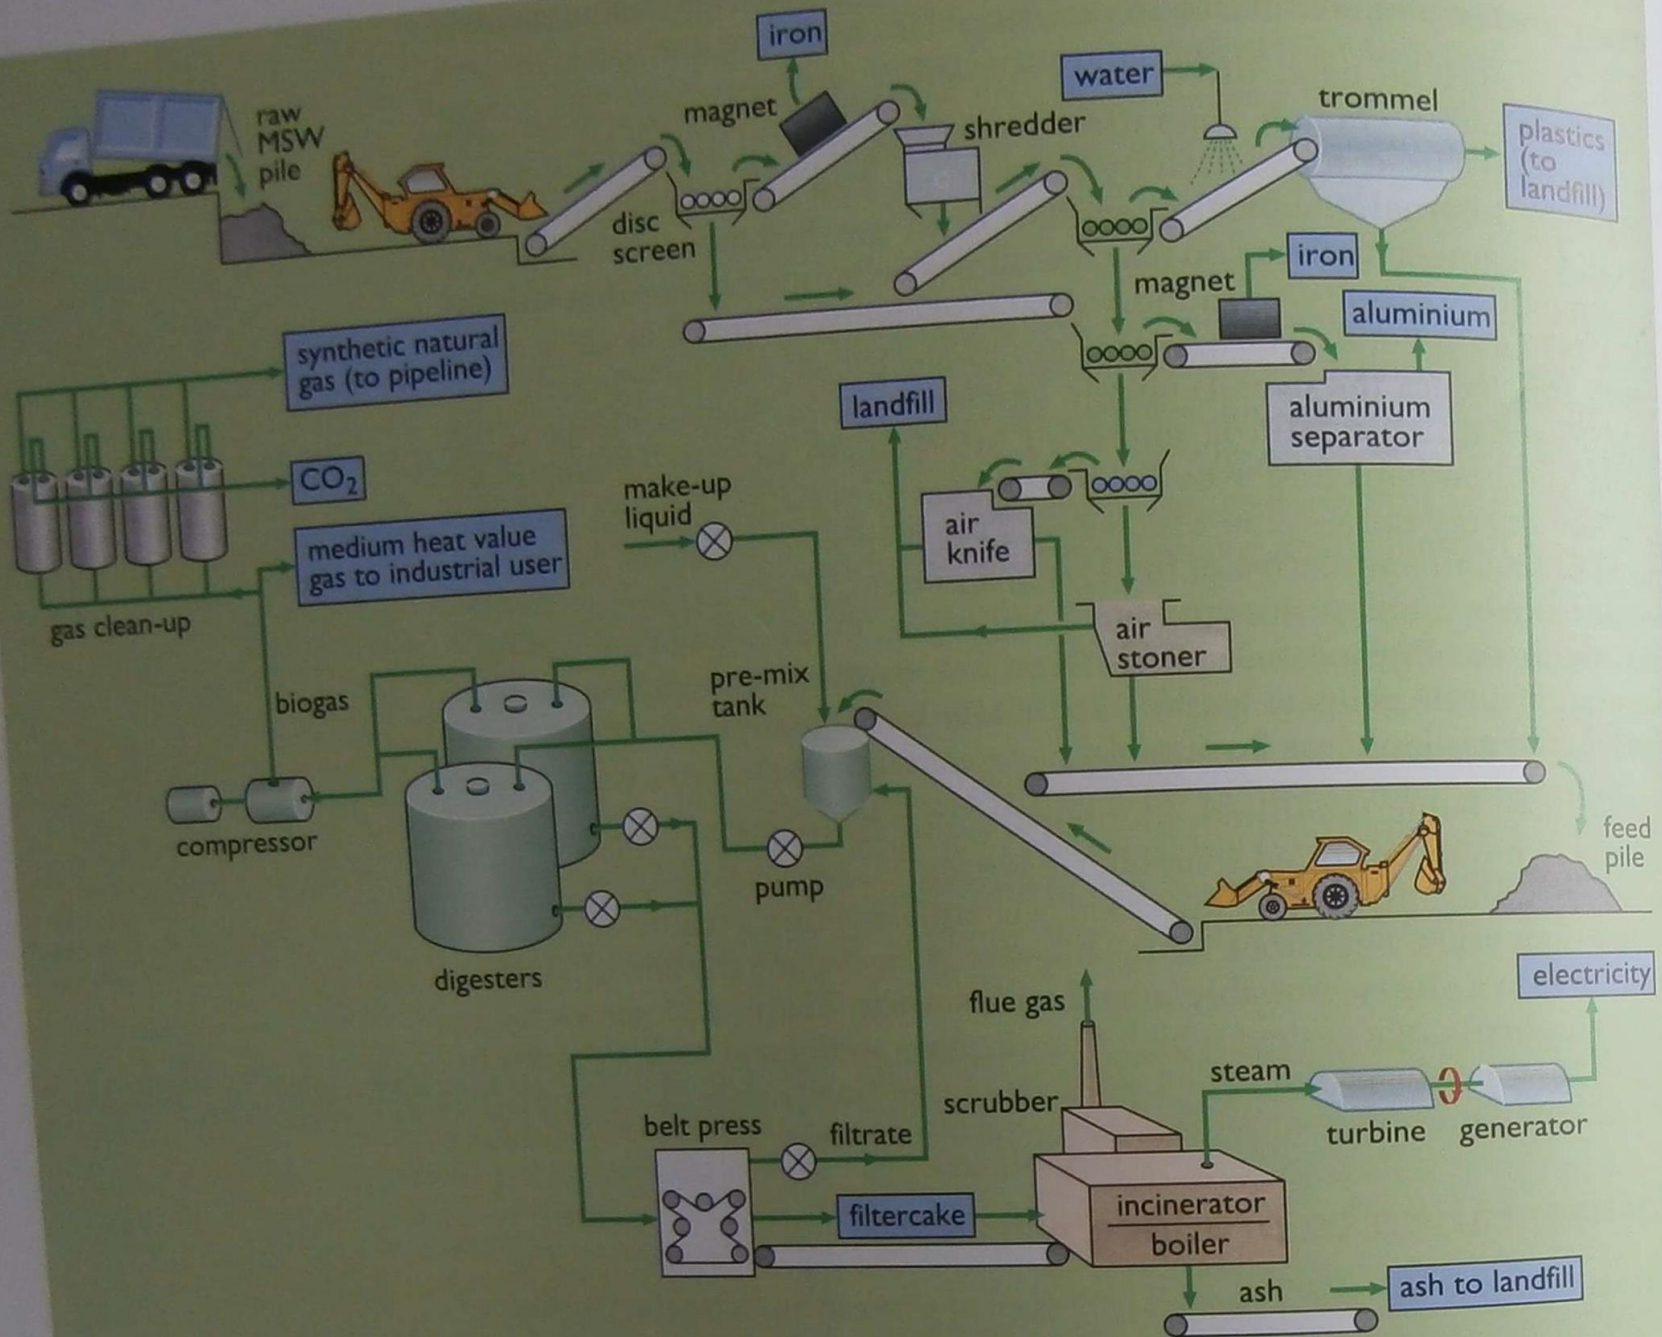 iron
raw
MSW
pile
magnet
shredder
water
trommel
plastics
(to
landfill)
disc
screen
magnet
iron
aluminium
synthetic natural
gas (to pipeline)
landfill
aluminium
separator
CO2
make-up
liquid
air
knife
medium heat value
gas to industrial user
gas clean-up
air
stoner
biogas
pre-mix
tank
compressor
pump
feed
pile
digesters
flue gas
electricity
steam
scrubber
turbine
generator
belt press
filtrate
filtercake
incinerator
boiler
ash
ash to landfill